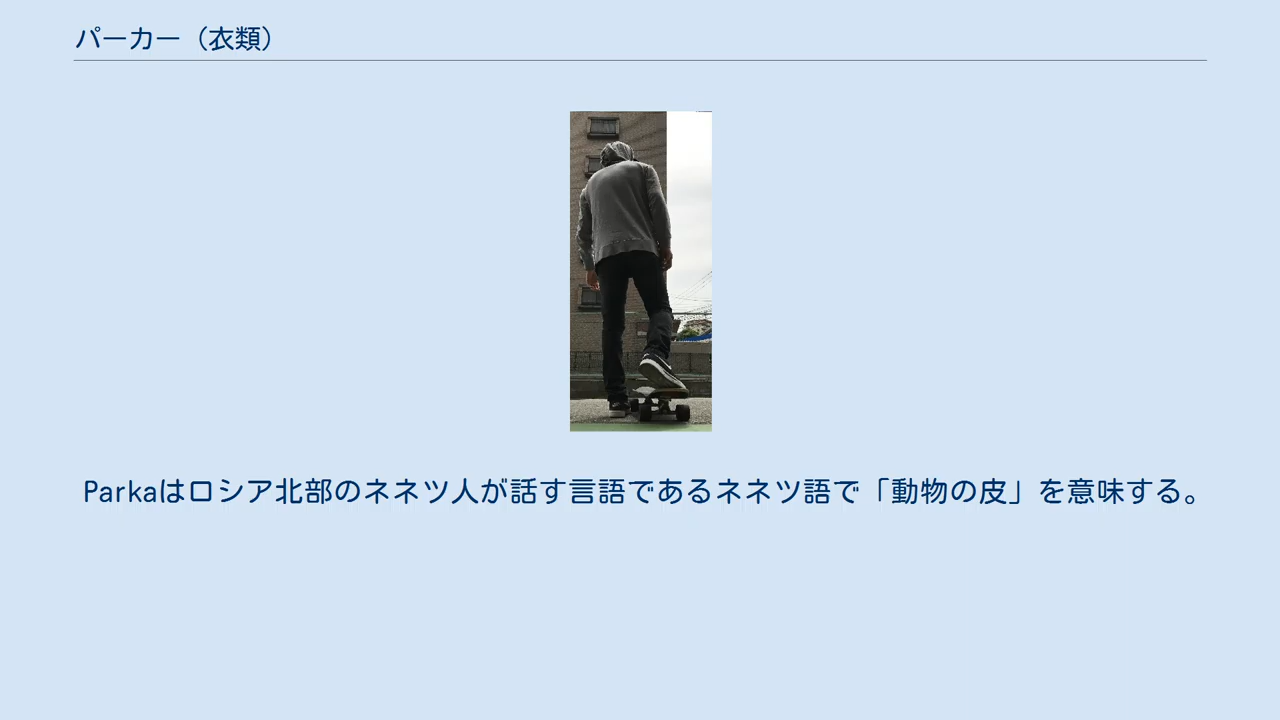 パーカー（衣類）
Parkaはロシア北部のネネツ人が話す言語であるネネツ語で「動物の皮」を意味する。